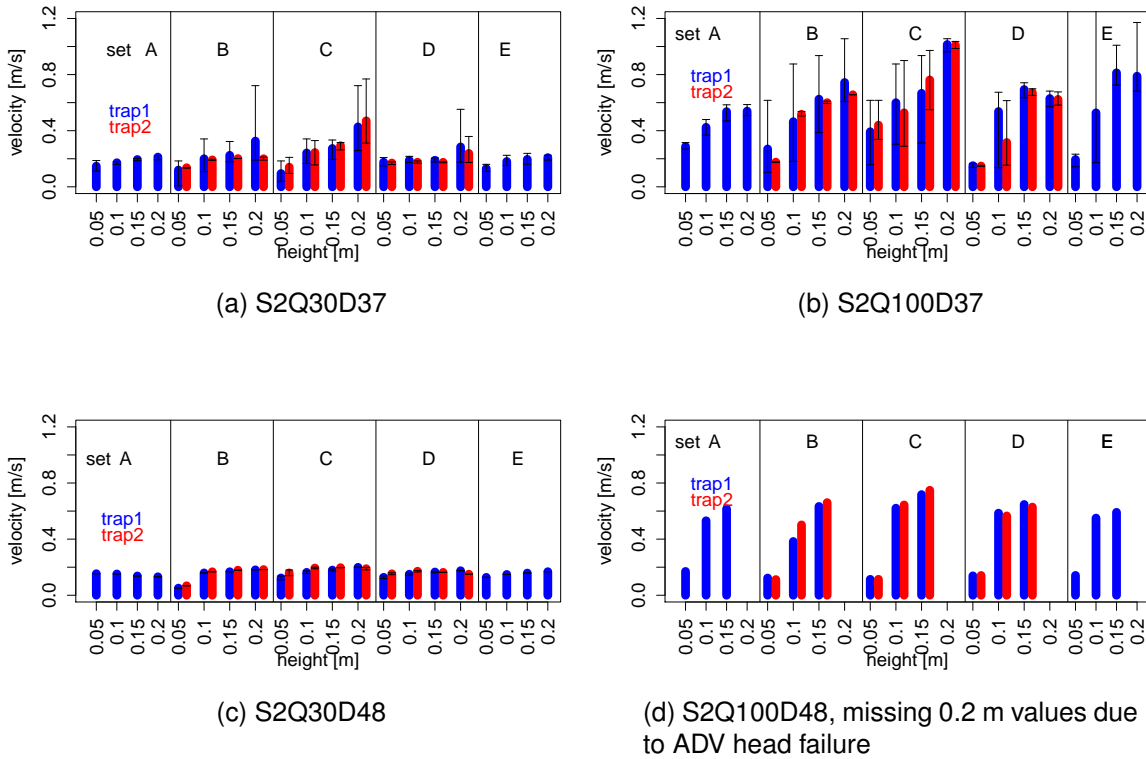 1.2
0.8
0.4
0.0
velocity [m/s]
set A B C D E
trap1
trap2
0.05 0.1 0.15 0.2 0.05 0.1 0.15 0.2 0.05 0.1 0.15 0.2 0.05 0.1 0.15 0.2 0.05 0.1 0.15 0.2
height [m]
(a) S2Q30D37
1.2
0.8
0.4
0.0
velocity [m/s]
set A B C D E
trap1
trap2
0.05 0.1 0.15 0.2 0.05 0.1 0.15 0.2 0.05 0.1 0.15 0.2 0.05 0.1 0.15 0.2 0.05 0.1 0.15 0.2
height [m]
(b) S2Q100D37
1.2
0.8
0.4
0.0
velocity [m/s]
set A B C D E
trap1
trap2
0.05 0.1 0.15 0.2 0.05 0.1 0.15 0.2 0.05 0.1 0.15 0.2 0.05 0.1 0.15 0.2 0.05 0.1 0.15 0.2
height [m]
(c) S2Q30D48
1.2
0.8
0.4
0.0
velocity [m/s]
set A B C D E
trap1
trap2
0.05 0.1 0.15 0.2 0.05 0.1 0.15 0.2 0.05 0.1 0.15 0.2 0.05 0.1 0.15 0.2 0.05 0.1 0.15 0.2
height [m]
(d) S2Q100D48, missing 0.2 m values due
to ADV head failure